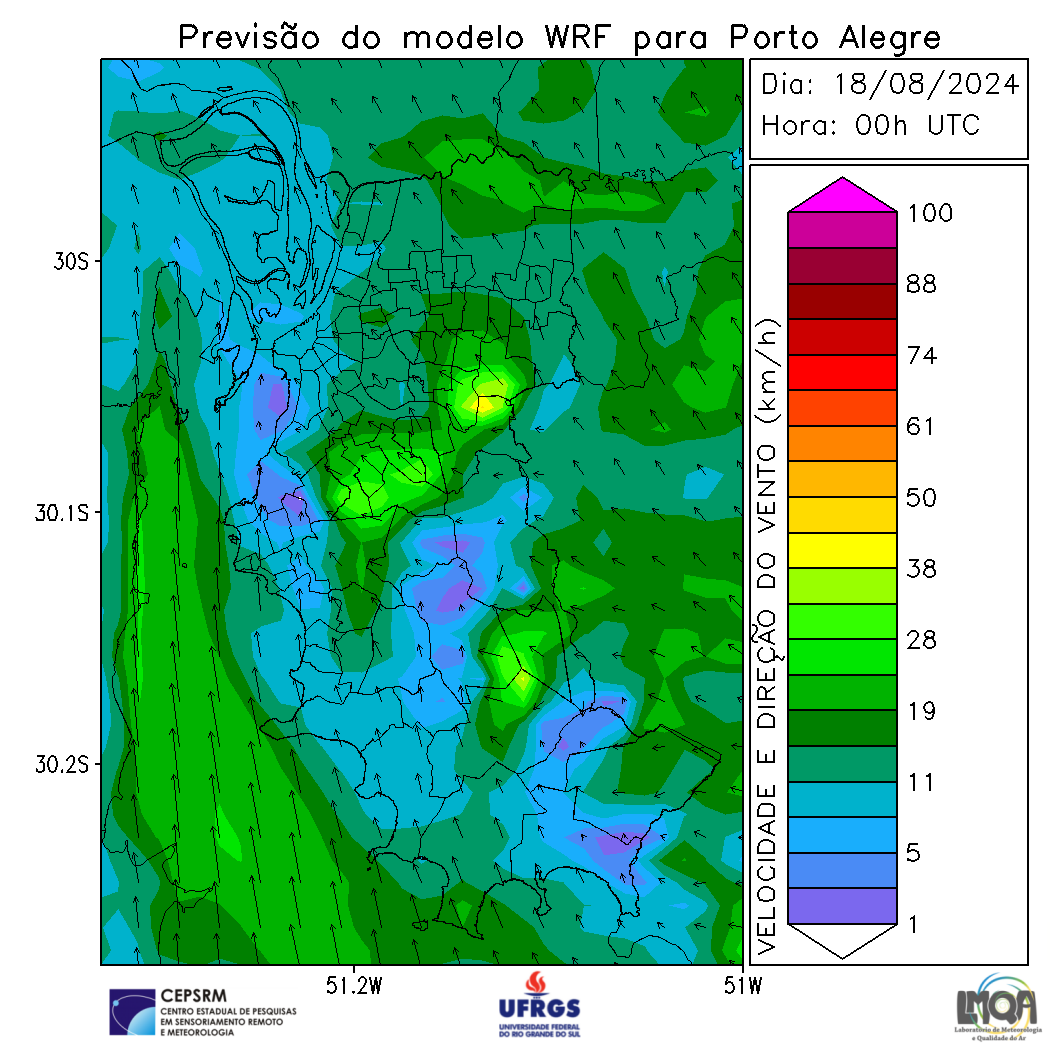 Previsão do modelo WRF para Porto Alegre
Dia: 18/08/2024
Hora: 00h UTC
30S
30.1S
30.2S
51.2W
51W
VELOCIDADE E DIREÇÃO DO VENTO (km/h)
100
88
74
61
50
38
28
19
11
5
1
CEPSRM
CENTRO ESTADUAL DE PESQUISAS
EM SENSORIAMENTO REMOTO
E METEOROLOGIA
UFRGS
UNIVERSIDADE FEDERAL
DO RIO GRANDE DO SUL
LMQA
Laboratório de Meteorologia
e Qualidade do Ar